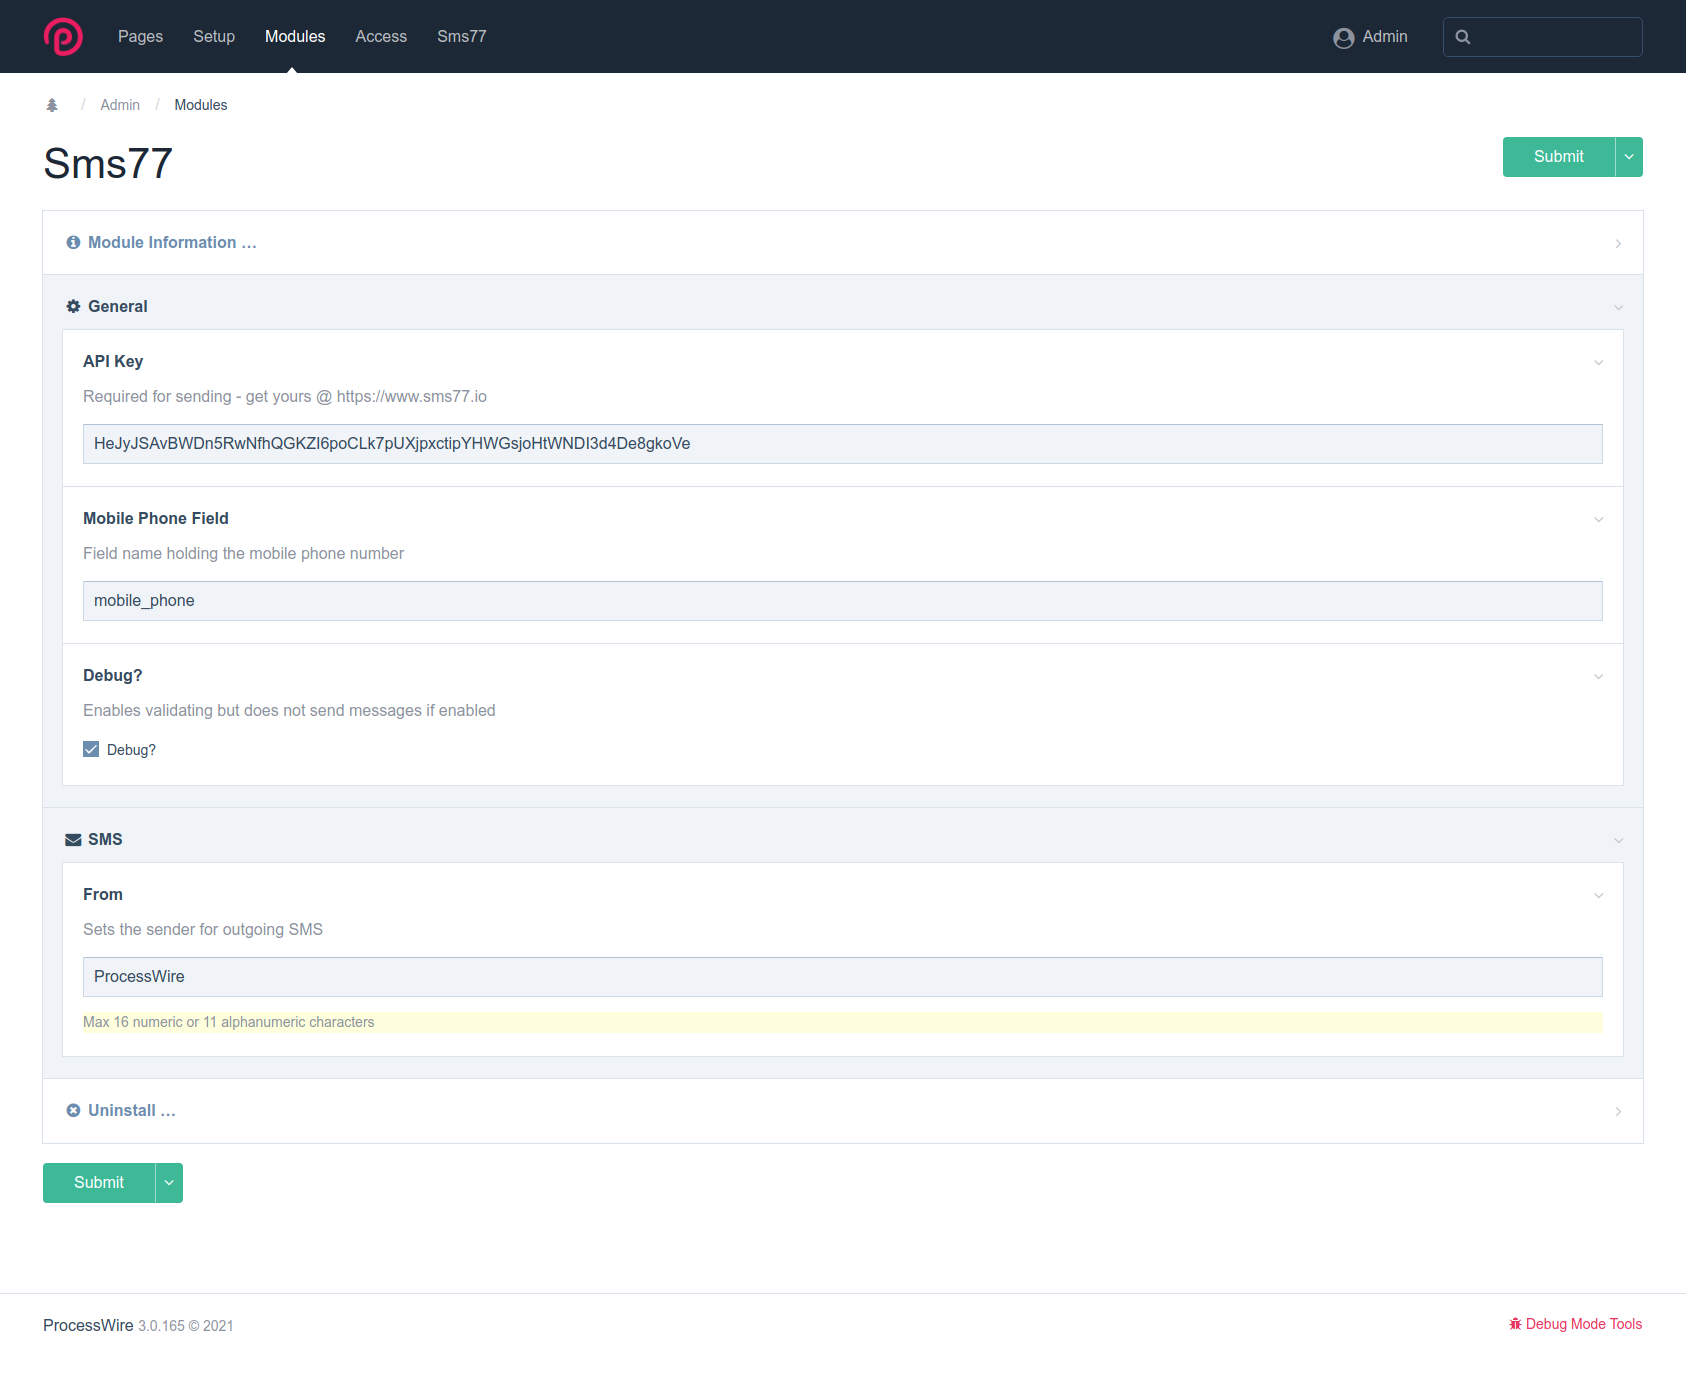 Pages Setup Modules Access Sms77 Admin
/ Admin / Modules
Sms77
Submit
Module Information …
General
API Key
Required for sending - get yours @ https://www.sms77.io
HeJyJSAvBWDn5RwNfhQGKZI6poCLk7pUXjpxctipYHWGsjoHtWNDI3d4De8gkoVe
Mobile Phone Field
Field name holding the mobile phone number
mobile_phone
Debug?
Enables validating but does not send messages if enabled
Debug?
SMS
From
Sets the sender for outgoing SMS
ProcessWire
Max 16 numeric or 11 alphanumeric characters
Uninstall …
Submit
ProcessWire 3.0.165 © 2021
Debug Mode Tools